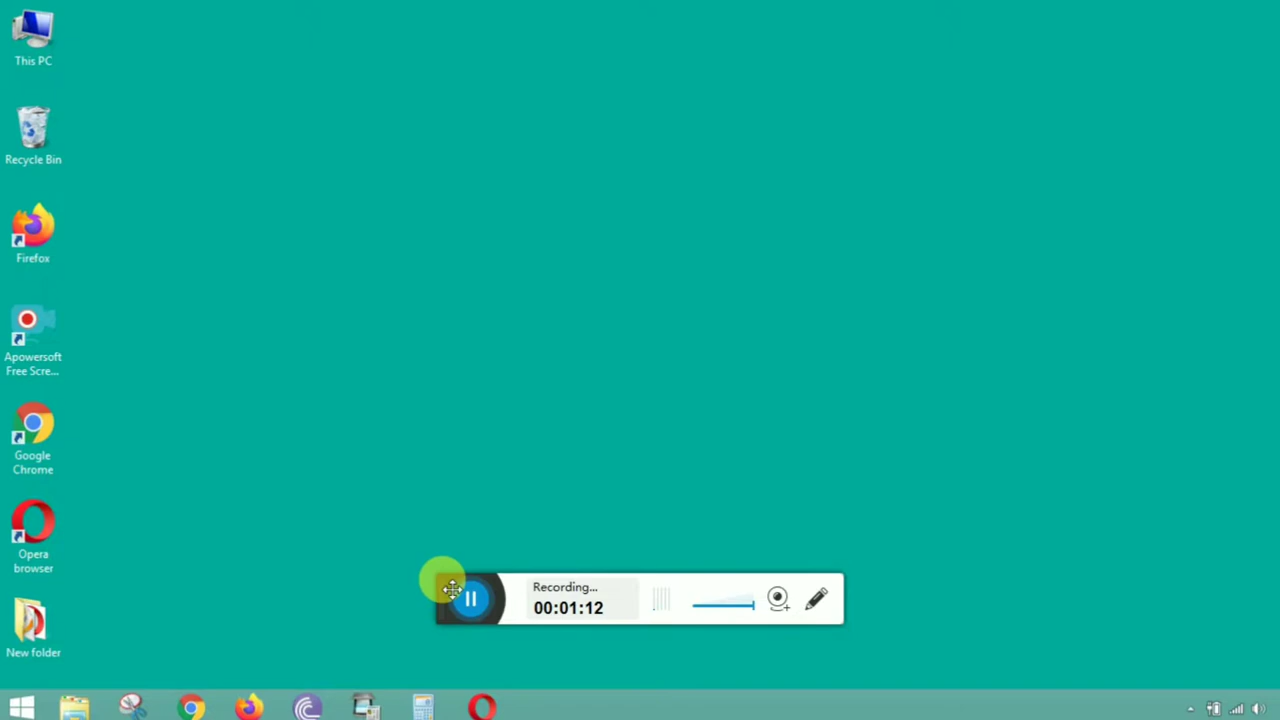 This PC
Recycle Bin
Firefox
Apowersoft
Free Scre...
Google
Chrome
Opera
browser
New folder
Recording...
00:01:12